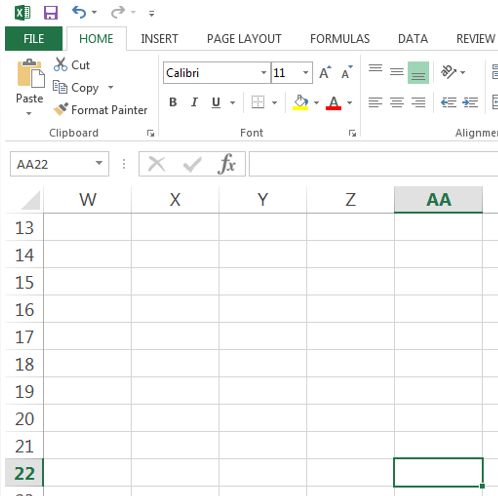 FILE HOME INSERT PAGE LAYOUT FORMULAS DATA REVIEW
Paste
Cut
Copy
Format Painter
Calibri 11 A A
B I U A
Clipboard Font Alignme
AA22 fx
W X Y Z AA
13
14
15
16
17
18
19
20
21
22